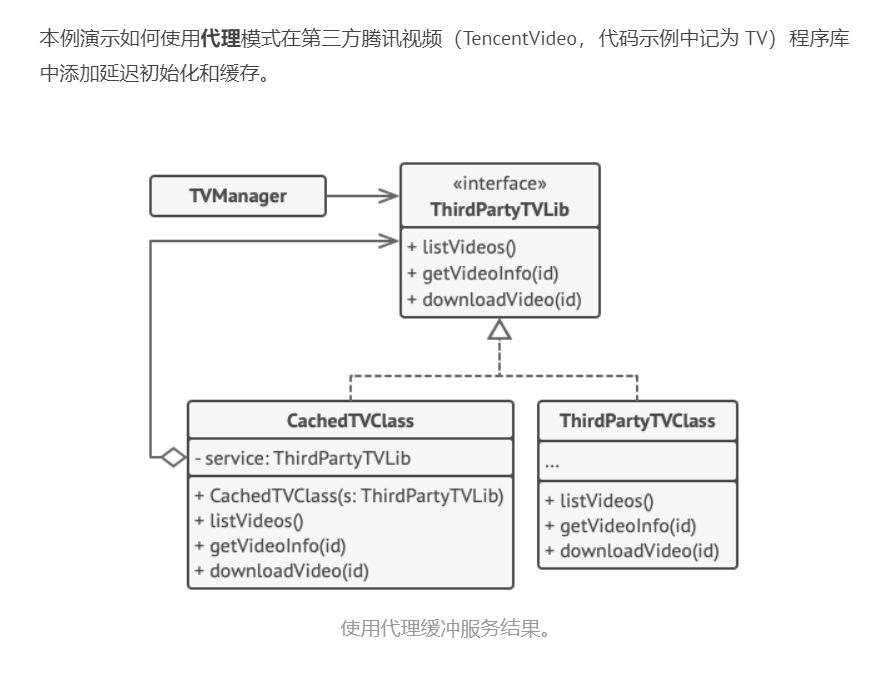 本例演示如何使用代理模式在第三方腾讯视频（TencentVideo，代码示例中记为 TV）程序库
中添加延迟初始化和缓存。
TVManager
«interface»
ThirdPartyTVLib
+ listVideos()
+ getVideoInfo(id)
+ downloadVideo(id)
CachedTVClass
- service: ThirdPartyTVLib
+ CachedTVClass(s: ThirdPartyTVLib)
+ listVideos()
+ getVideoInfo(id)
+ downloadVideo(id)
ThirdPartyTVClass
...
+ listVideos()
+ getVideoInfo(id)
+ downloadVideo(id)
使用代理缓冲服务结果。